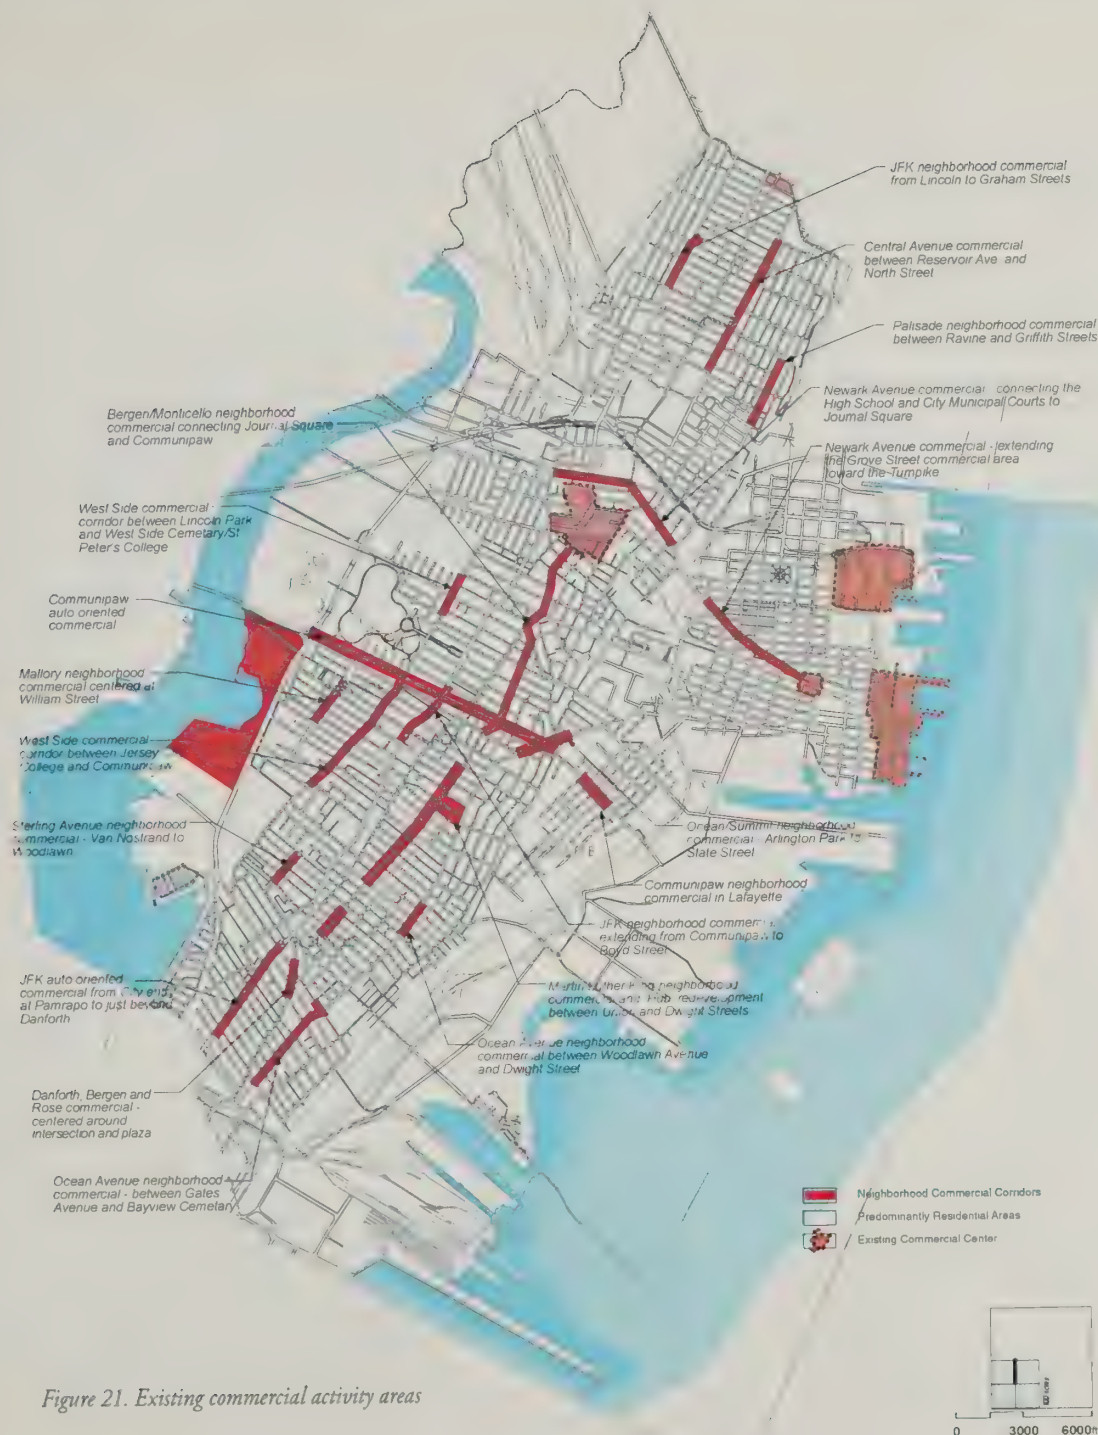 JFK neighborhood commercial
from Lincoln to Graham Streets
Central Avenue commercial
between Reservoir Ave and
North Street
Palisade neighborhood commercial
between Ravine and Griffith Streets
Newark Avenue commercial connecting the
High School and City Municipal Courts to
Journal Square
Newark Avenue commercial - extending
the Grove Street commercial area
toward the Turnpike
Bergen/Monticello neighborhood
commercial connecting Journal Square
and Communipaw
West Side commercial -
corridor between Lincoln Park
and West Side Cemetary/St
Peter's College
Communipaw
auto oriented
commercial
Mallory neighborhood
commercial centered at
William Street
West Side commercial
corridor between Jersey
College and Communipaw
Sterling Avenue neighborhood
commercial - Van Nostrand to
Woodlawn
JFK auto oriented
commercial from City end
at Pamrapo to just beyond
Danforth
Danforth, Bergen and
Rose commercial -
centered around
intersection and plaza
Ocean Avenue neighborhood
commercial - between Gates
Avenue and Bayview Cemetary
Ocean/Summit neighborhood
commercial - Arlington Park to
State Street
Communipaw neighborhood
commercial in Lafayette
JFK neighborhood commercial
extending from Communipaw to
Boyd Street
Martin Luther King neighborhood
commercial and Hub redevelopment
between Union and Dwight Streets
Ocean Avenue neighborhood
commercial between Woodlawn Avenue
and Dwight Street
Neighborhood Commercial Corridors
Predominantly Residential Areas
Existing Commercial Center
Figure 21. Existing commercial activity areas
0 3000 6000ft